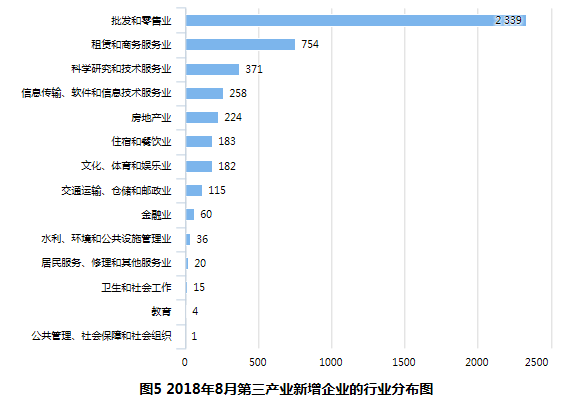 批发和零售业 2 339
租赁和商务服务业 754
科学研究和技术服务业 371
信息传输、软件和信息技术服务业 258
房地产业 224
住宿和餐饮业 183
文化、体育和娱乐业 182
交通运输、仓储和邮政业 115
金融业 60
水利、环境和公共设施管理业 36
居民服务、修理和其他服务业 20
卫生和社会工作 15
教育 4
公共管理、社会保障和社会组织 1
0 500 1000 1500 2000 2500
图5 2018年8月第三产业新增企业的行业分布图